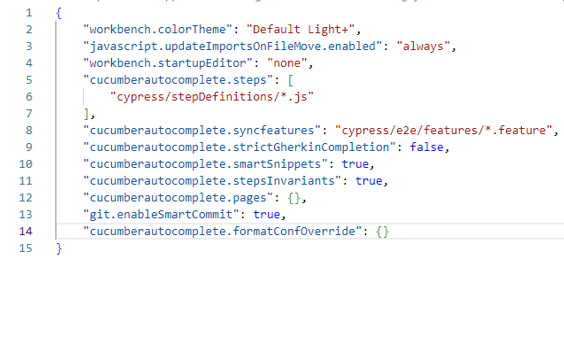 1 {
2 "workbench.colorTheme": "Default Light+",
3 "javascript.updateImportsOnFileMove.enabled": "always",
4 "workbench.startupEditor": "none",
5 "cucumberautocomplete.steps": [
6 "cypress/stepDefinitions/*.js"
7 ],
8 "cucumberautocomplete.syncfeatures": "cypress/e2e/features/*.feature",
9 "cucumberautocomplete.strictGherkinCompletion": false,
10 "cucumberautocomplete.smartSnippets": true,
11 "cucumberautocomplete.stepsInvariants": true,
12 "cucumberautocomplete.pages": {},
13 "git.enableSmartCommit": true,
14 "cucumberautocomplete.formatConfOverride": {}
15 }